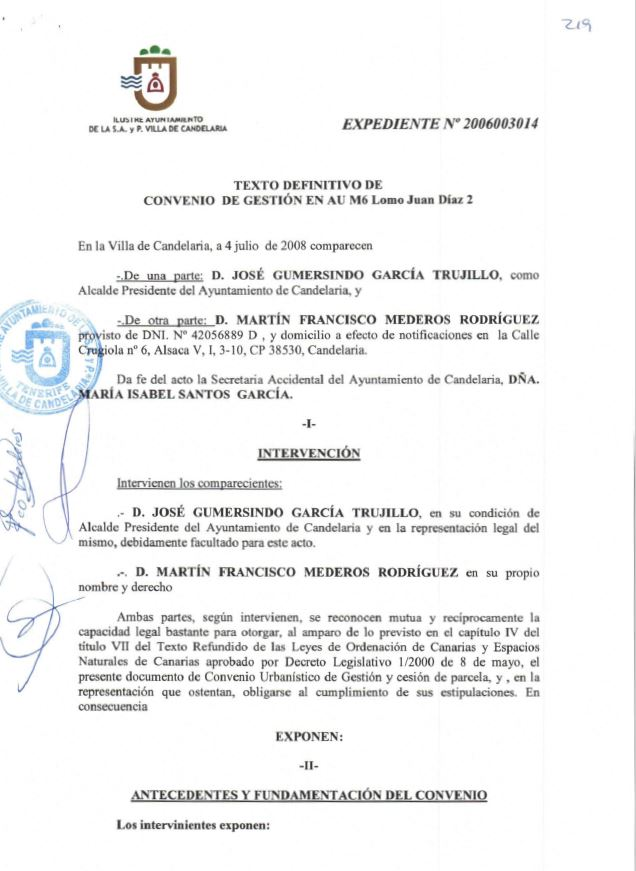 219
ILUSTRE AYUNTAMIENTO
DE LA S.A. y P. VILLA DE CANDELARIA
EXPEDIENTE Nº 2006003014
TEXTO DEFINITIVO DE
CONVENIO DE GESTIÓN EN AU M6 Lomo Juan Díaz 2
En la Villa de Candelaria, a 4 julio de 2008 comparecen
-.De una parte: D. JOSÉ GUMERSINDO GARCÍA TRUJILLO, como
Alcalde Presidente del Ayuntamiento de Candelaria, y
-.De otra parte: D. MARTÍN FRANCISCO MEDEROS RODRÍGUEZ
provisto de DNI. Nº 42056889 D , y domicilio a efecto de notificaciones en la Calle
Crugiola nº 6, Alsaca V, I, 3-10, CP 38530, Candelaria.
Da fe del acto la Secretaria Accidental del Ayuntamiento de Candelaria, DÑA.
MARÍA ISABEL SANTOS GARCÍA.
-I-
INTERVENCIÓN
Intervienen los comparecientes:
.- D. JOSÉ GUMERSINDO GARCÍA TRUJILLO, en su condición de
Alcalde Presidente del Ayuntamiento de Candelaria y en la representación legal del
mismo, debidamente facultado para este acto.
.-. D. MARTÍN FRANCISCO MEDEROS RODRÍGUEZ en su propio
nombre y derecho
Ambas partes, según intervienen, se reconocen mutua y recíprocamente la
capacidad legal bastante para otorgar, al amparo de lo previsto en el capítulo IV del
título VII del Texto Refundido de las Leyes de Ordenación de Canarias y Espacios
Naturales de Canarias aprobado por Decreto Legislativo 1/2000 de 8 de mayo, el
presente documento de Convenio Urbanístico de Gestión y cesión de parcela, y , en la
representación que ostentan, obligarse al cumplimiento de sus estipulaciones. En
consecuencia
EXPONEN:
-II-
ANTECEDENTES Y FUNDAMENTACIÓN DEL CONVENIO
Los intervinientes exponen:
AYUNTAMIENTO DE
VILLA DE CANDELARIA
TENERIFE
Fco Mederos